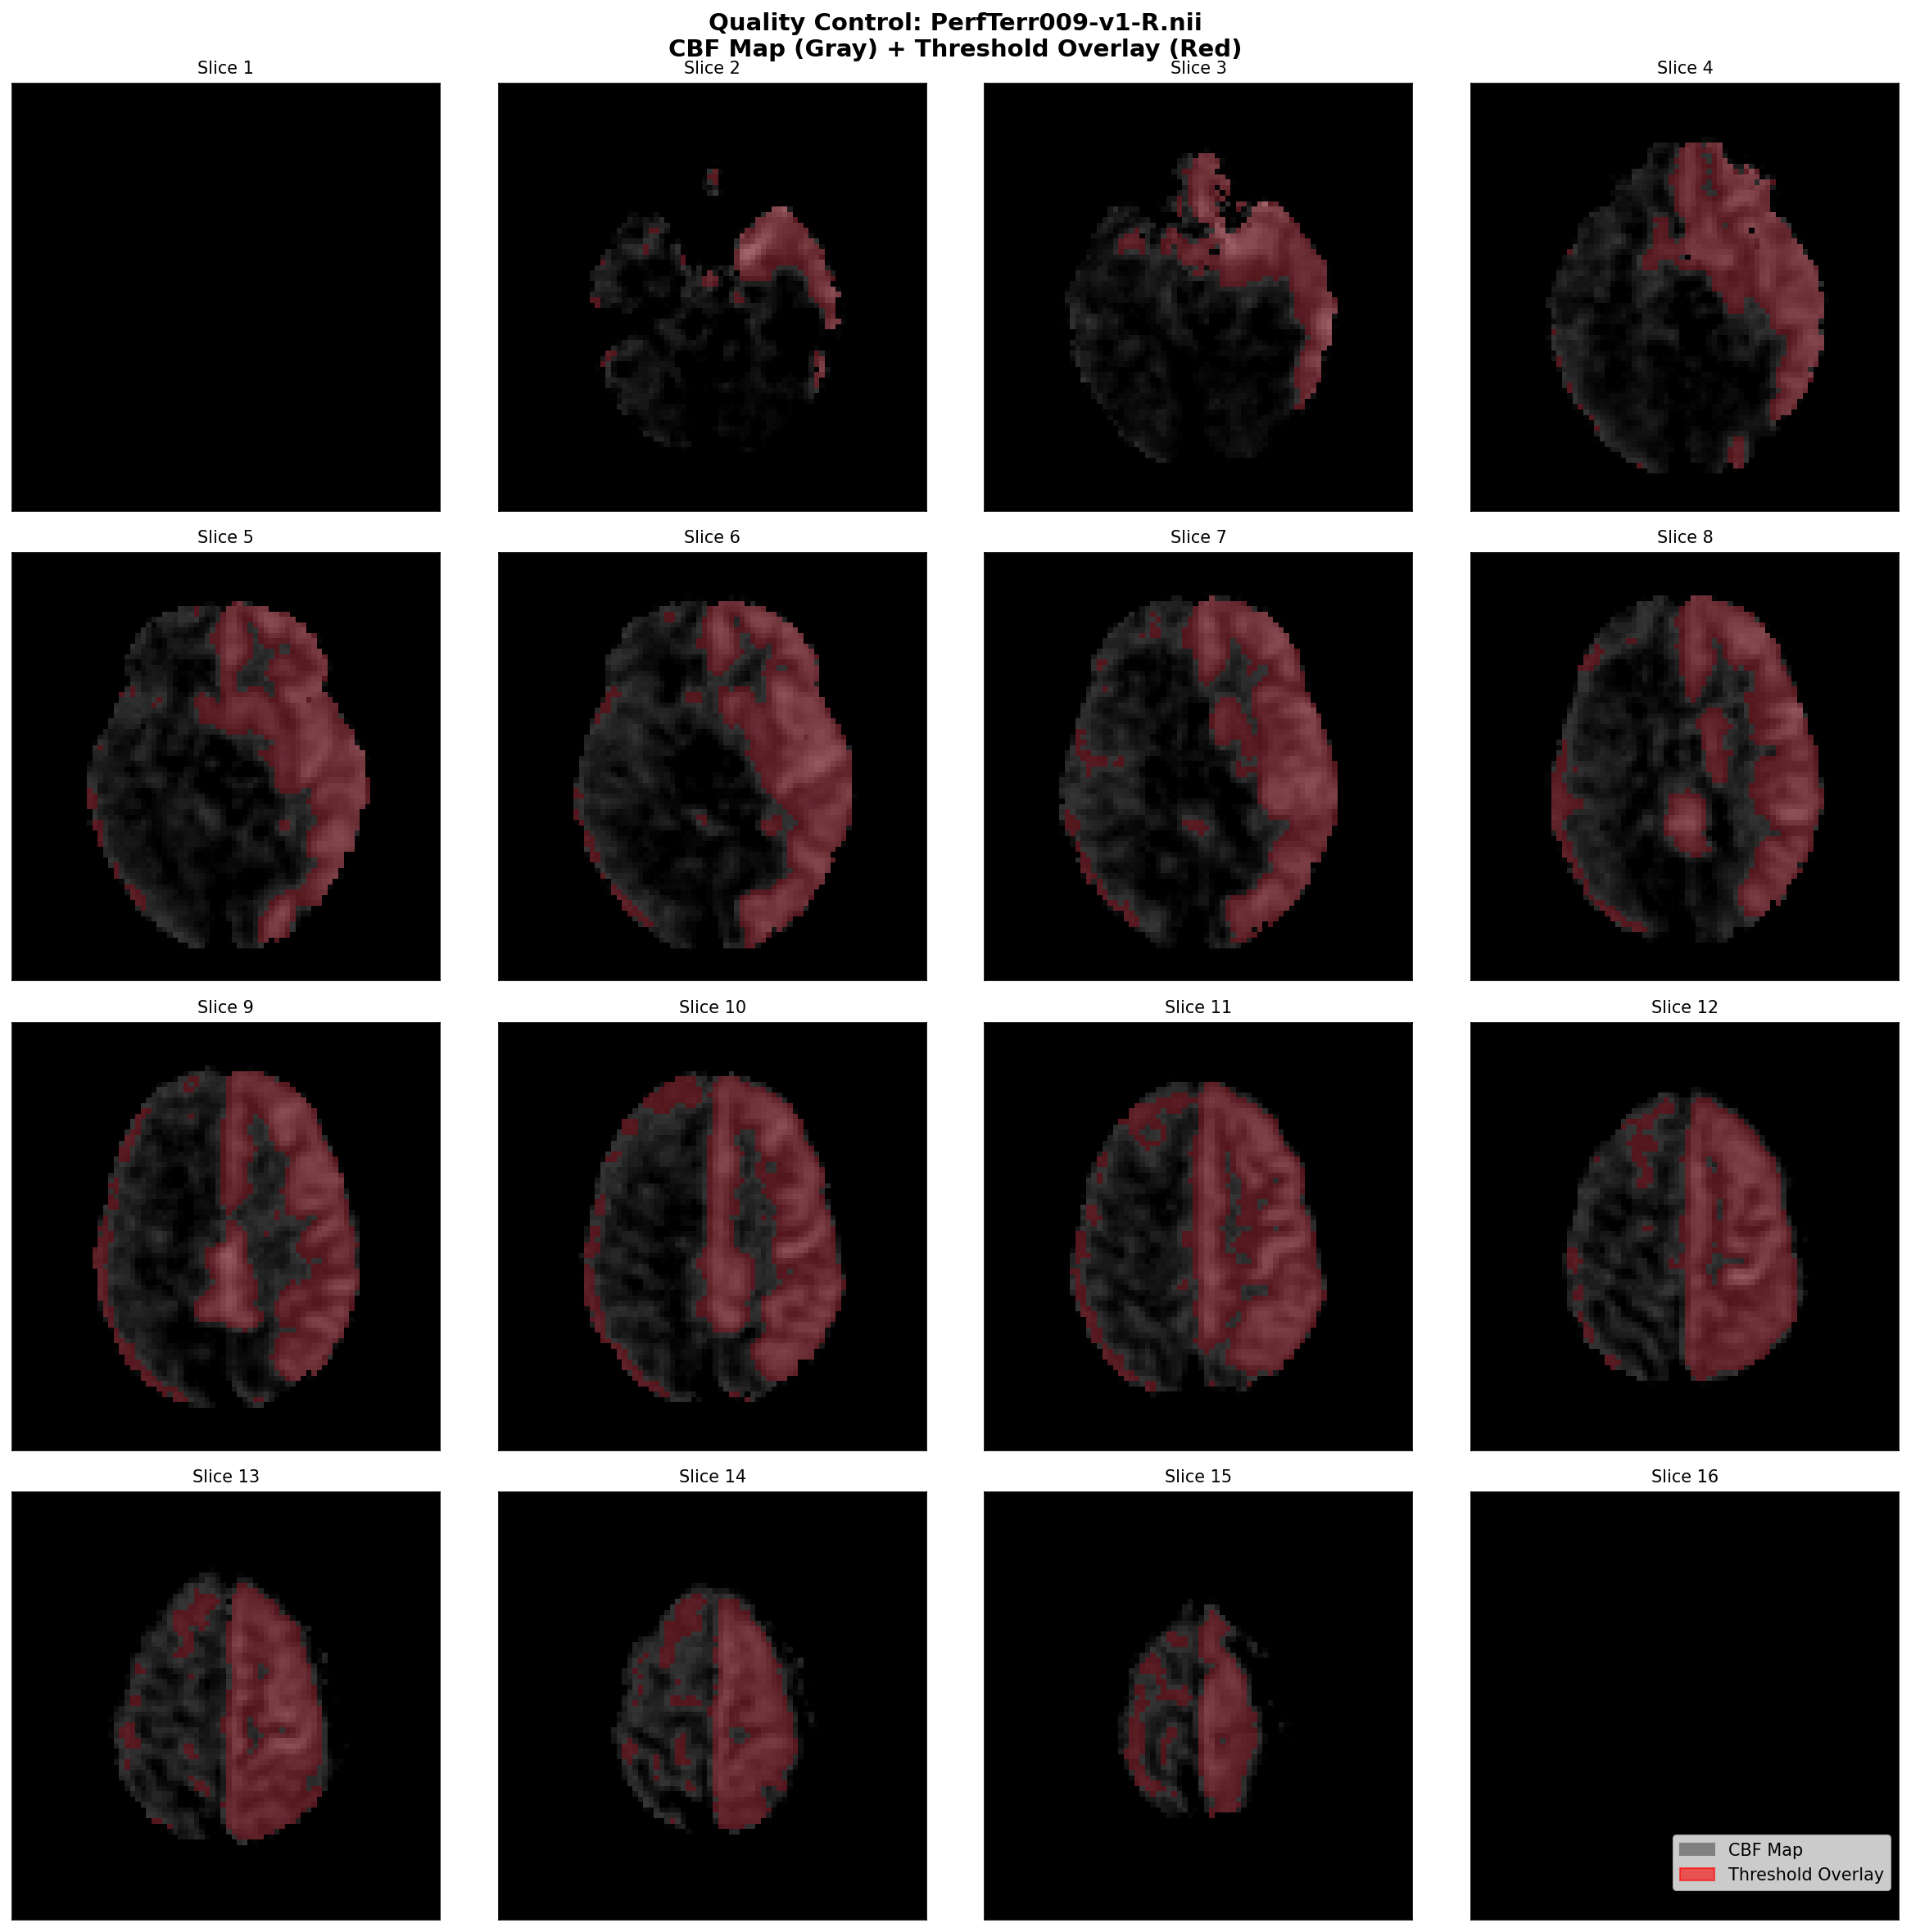 Quality Control: PerfTerr009-v1-R.nii
CBF Map (Gray) + Threshold Overlay (Red)
Slice 1
Slice 2
Slice 3
Slice 4
Slice 5
Slice 6
Slice 7
Slice 8
Slice 9
Slice 10
Slice 11
Slice 12
Slice 13
Slice 14
Slice 15
Slice 16
CBF Map
Threshold Overlay